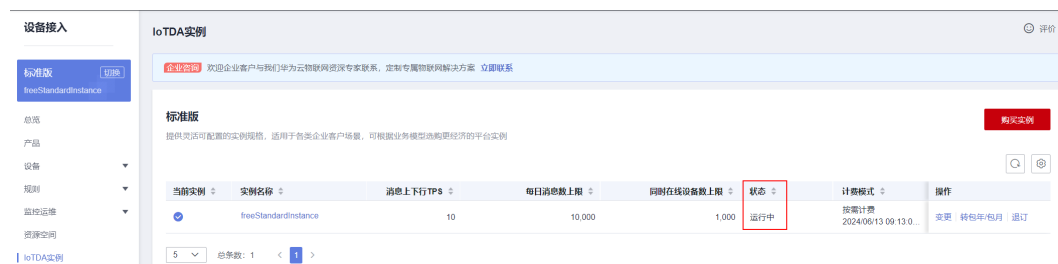 设备接入
IoTDA实例
评价
标准版 切换
freeStandardInstance
企业咨询 欢迎企业客户与我们华为云物联网资深专家联系，定制专属物联网解决方案 立即联系
总览
产品
设备
规则
监控运维
资源空间
IoTDA实例
标准版
购买实例
提供灵活可配置的实例规格，适用于各类企业客户场景，可根据业务模型选购更经济的平台实例
当前实例 实例名称 消息上下行TPS 每日消息数上限 同时在线设备数上限 状态 计费模式 操作
freeStandardInstance 10 10,000 1,000 运行中 按需计费 变更 转包年/包月 退订
2024/06/13 09:13:0...
5 总条数：1 < 1 >